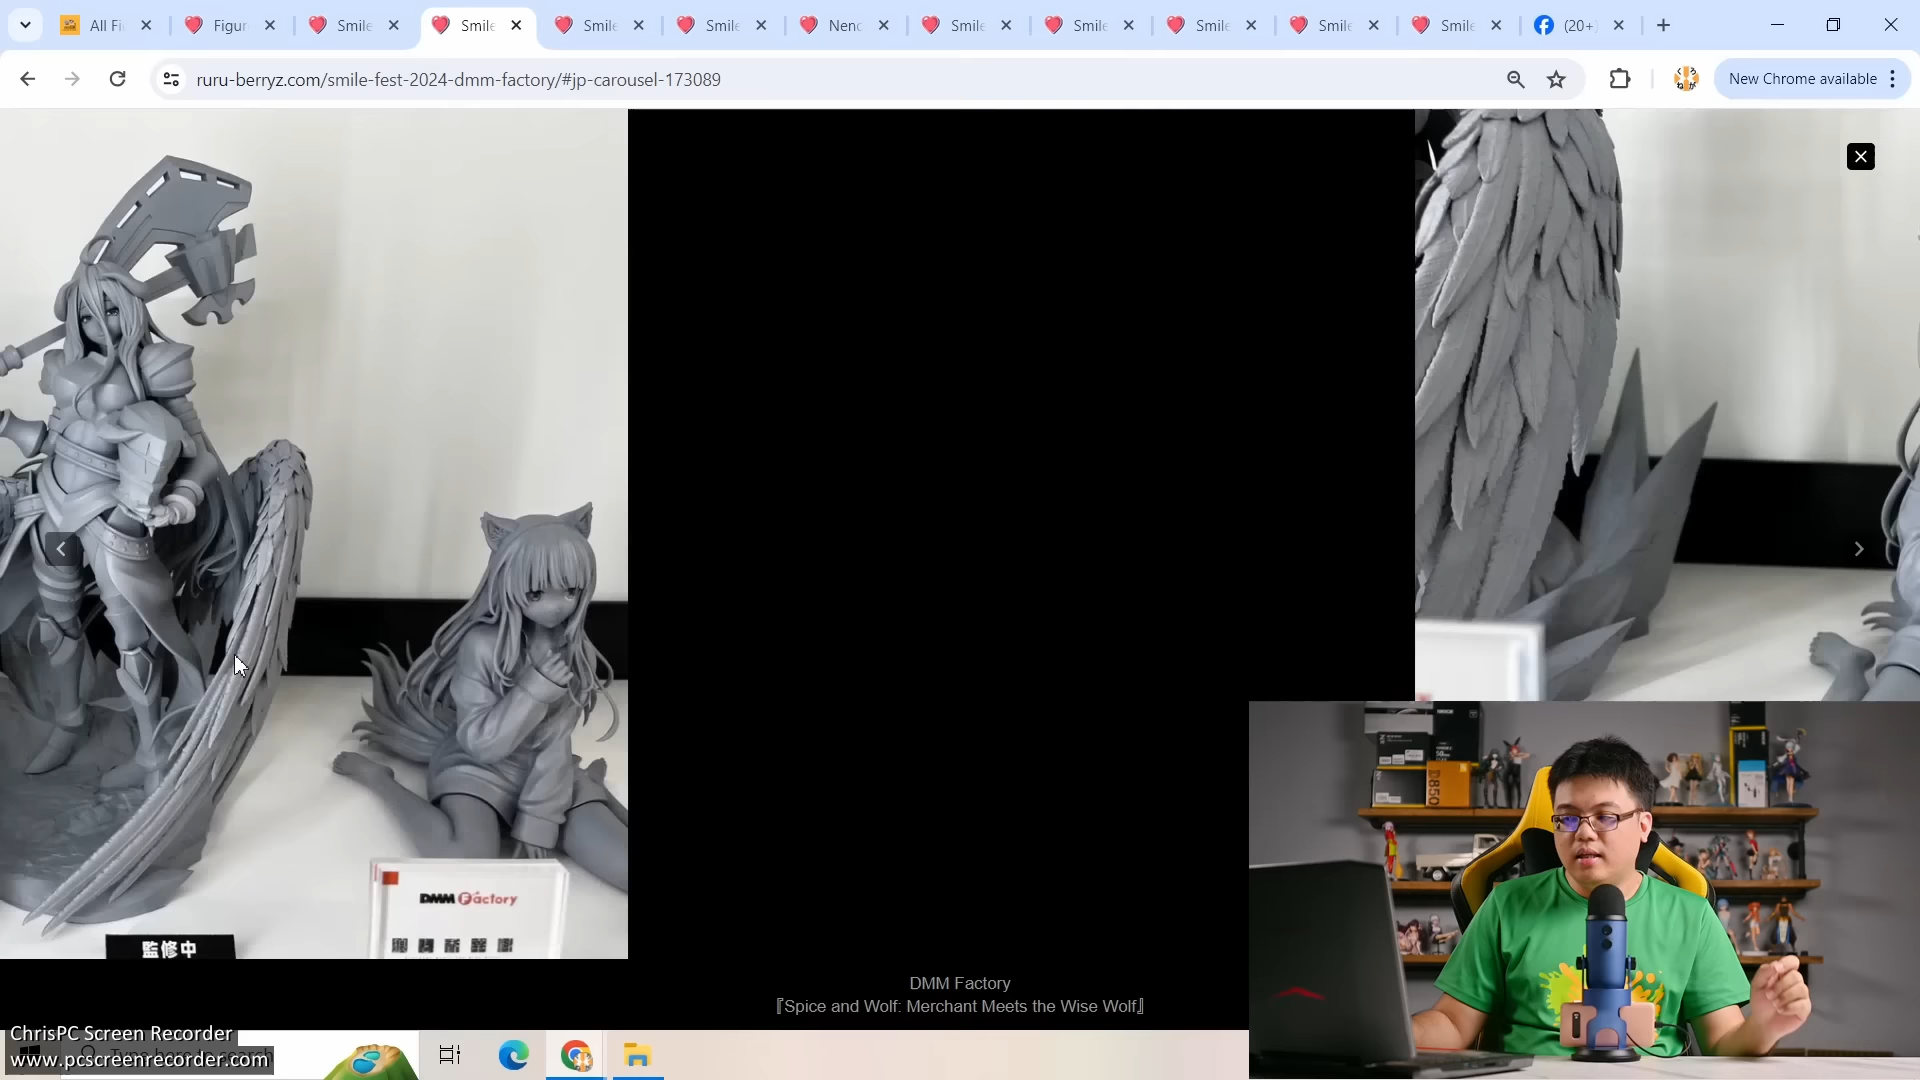 All Fi
Figur
Smile
Smile
Smile
Smile
Nend
Smile
Smile
Smile
Smile
Smile
(20+)
ruru-berryz.com/smile-fest-2024-dmm-factory/#jp-carousel-173089
New Chrome available
DMM Factory
監修中
DMM Factory
『Spice and Wolf: Merchant Meets the Wise Wolf』
ChrisPC Screen Recorder
www.pcscreenrecorder.com
D850